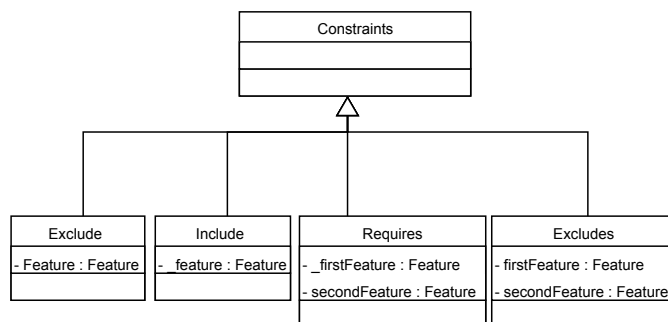 Constraints
Exclude
- Feature : Feature
Include
- _feature : Feature
Requires
- _firstFeature : Feature
- secondFeature : Feature
Excludes
- firstFeature : Feature
- secondFeature : Feature